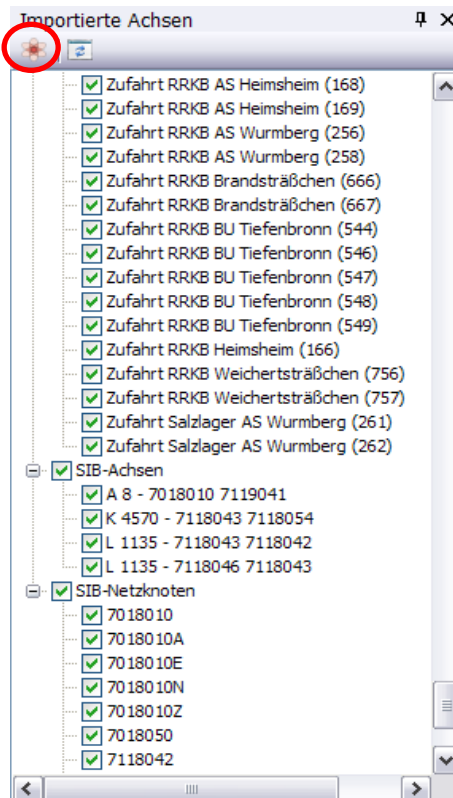 Importierte Achsen
Zufahrt RRKB AS Heimsheim (168)
Zufahrt RRKB AS Heimsheim (169)
Zufahrt RRKB AS Wurmberg (256)
Zufahrt RRKB AS Wurmberg (258)
Zufahrt RRKB Brandsträßchen (666)
Zufahrt RRKB Brandsträßchen (667)
Zufahrt RRKB BU Tiefenbronn (544)
Zufahrt RRKB BU Tiefenbronn (546)
Zufahrt RRKB BU Tiefenbronn (547)
Zufahrt RRKB BU Tiefenbronn (548)
Zufahrt RRKB BU Tiefenbronn (549)
Zufahrt RRKB Heimsheim (166)
Zufahrt RRKB Weichertsträßchen (756)
Zufahrt RRKB Weichertsträßchen (757)
Zufahrt Salzlager AS Wurmberg (261)
Zufahrt Salzlager AS Wurmberg (262)
SIB-Achsen
A 8 - 7018010 7119041
K 4570 - 7118043 7118054
L 1135 - 7118043 7118042
L 1135 - 7118046 7118043
SIB-Netzknoten
7018010
7018010A
7018010E
7018010N
7018010Z
7018050
7118042